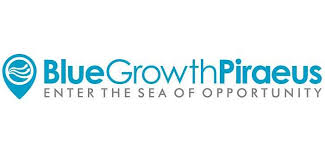 BlueGrowthPiraeus
ENTER THE SEA OF OPPORTUNITY